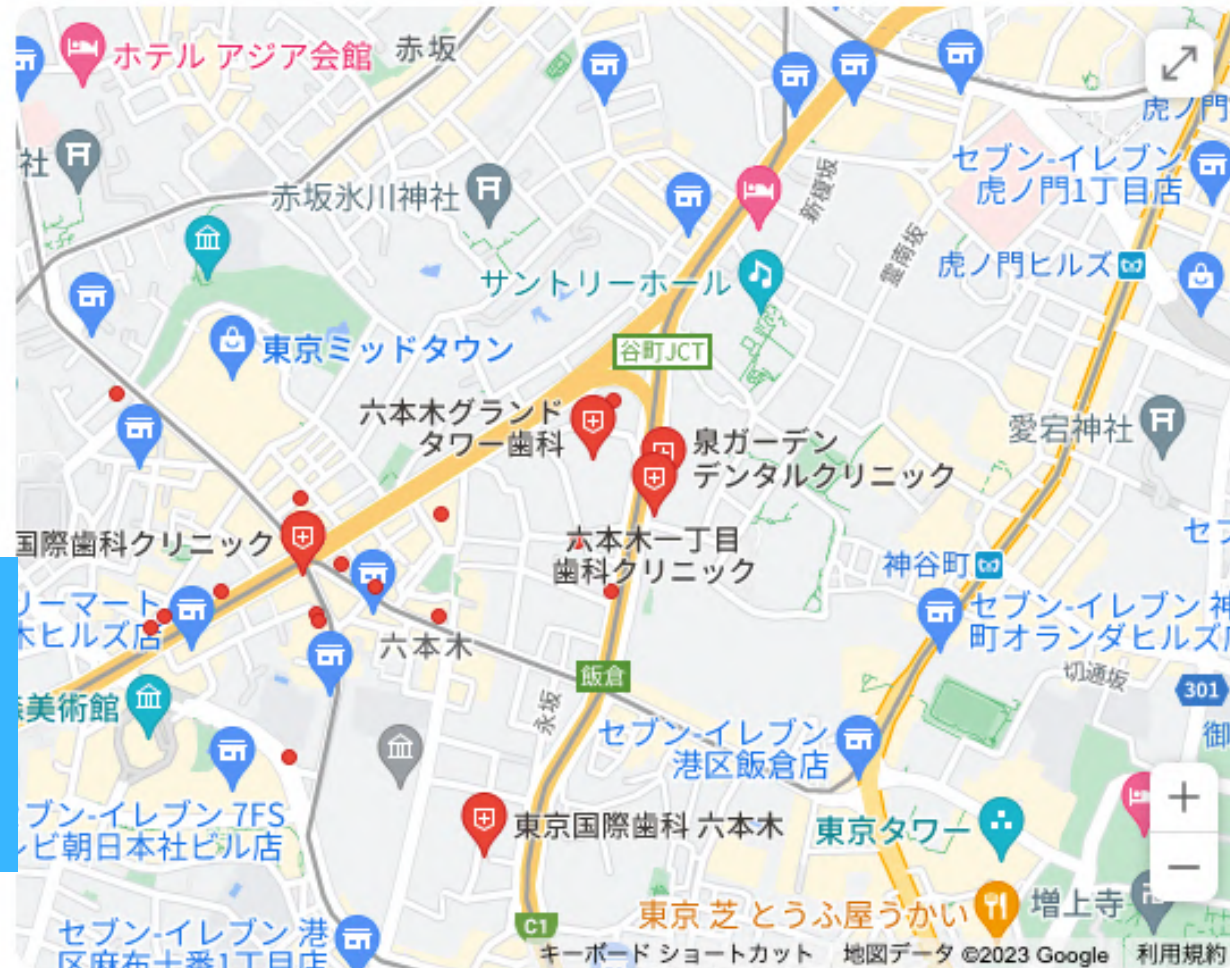 ホテル アジア会館
赤坂
虎ノ門
社
赤坂氷川神社
新榎坂
セブン-イレブン
虎ノ門1丁目店
霊南坂
サントリーホール
虎ノ門ヒルズ
東京ミッドタウン
谷町JCT
六本木グランド
タワー歯科
泉ガーデン
デンタルクリニック
愛宕神社
国際歯科クリニック
六本木一丁目
歯科クリニック
神谷町
リーマート
木ヒルズ店
六本木
セブン-イレブン 神
町オランダヒルズ
切通坂
飯倉
301
美術館
永坂
セブン-イレブン
港区飯倉店
御
ブン-イレブン 7FS
レビ朝日本社ビル店
東京国際歯科 六本木
東京タワー
C1
東京 芝 とうふ屋うかい
増上寺
セブン-イレブン 港
区麻布十番1丁目店
キーボード ショートカット
地図データ ©2023 Google
利用規約